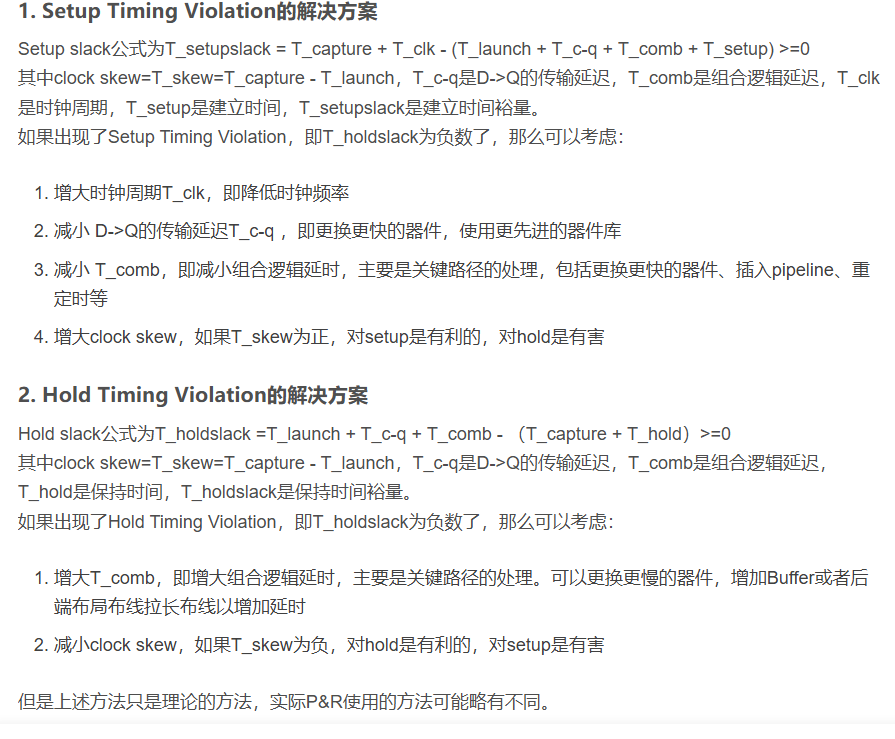 1. Setup Timing Violation的解决方案
Setup slack公式为T_setupslack = T_capture + T_clk - (T_launch + T_c-q + T_comb + T_setup) >=0
其中clock skew=T_skew=T_capture - T_launch，T_c-q是D->Q的传输延迟，T_comb是组合逻辑延迟，T_clk
是时钟周期，T_setup是建立时间，T_setupslack是建立时间裕量。
如果出现了Setup Timing Violation，即T_holdslack为负数了，那么可以考虑：
1. 增大时钟周期T_clk，即降低时钟频率
2. 减小 D->Q的传输延迟T_c-q ，即更换更快的器件，使用更先进的器件库
3. 减小 T_comb，即减小组合逻辑延时，主要是关键路径的处理，包括更换更快的器件、插入pipeline、重
定时等
4. 增大clock skew，如果T_skew为正，对setup是有利的，对hold是有害
2. Hold Timing Violation的解决方案
Hold slack公式为T_holdslack =T_launch + T_c-q + T_comb - （T_capture + T_hold）>=0
其中clock skew=T_skew=T_capture - T_launch，T_c-q是D->Q的传输延迟，T_comb是组合逻辑延迟，
T_hold是保持时间，T_holdslack是保持时间裕量。
如果出现了Hold Timing Violation，即T_holdslack为负数了，那么可以考虑：
1. 增大T_comb，即增大组合逻辑延时，主要是关键路径的处理。可以更换更慢的器件，增加Buffer或者后
端布局布线拉长布线以增加延时
2. 减小clock skew，如果T_skew为负，对hold是有利的，对setup是有害
但是上述方法只是理论的方法，实际P&R使用的方法可能略有不同。